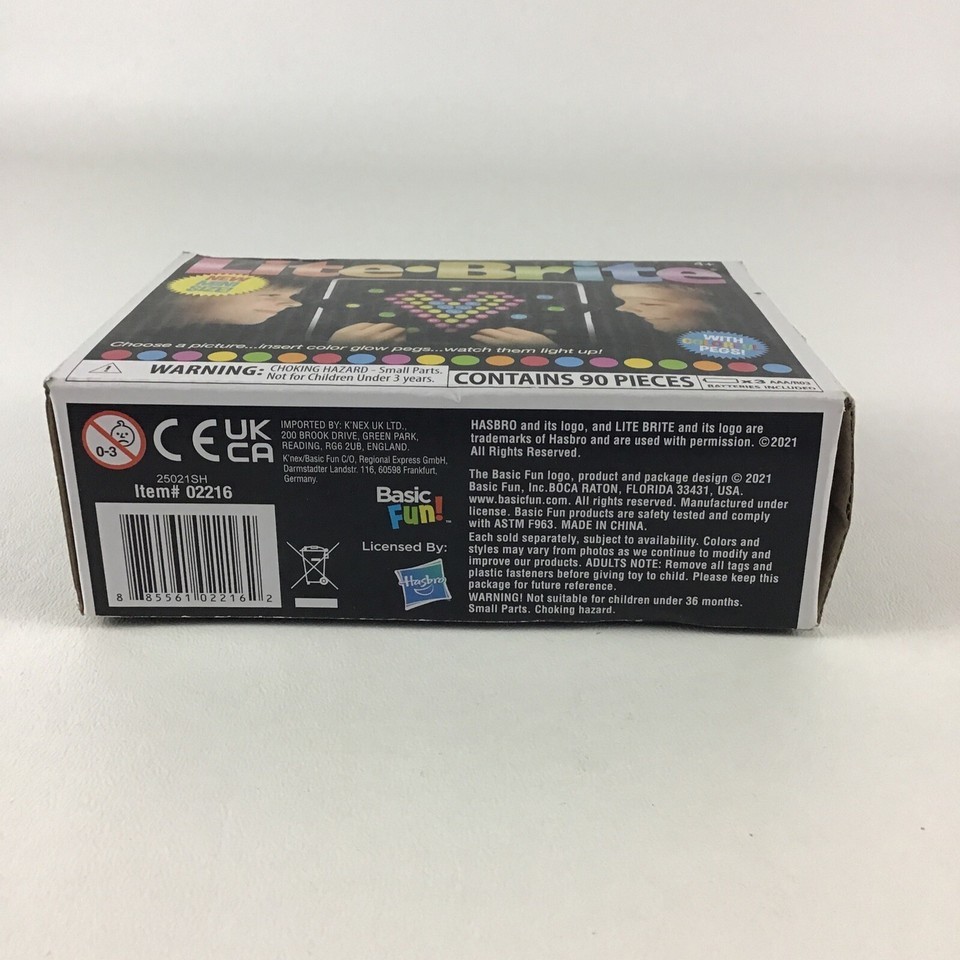 Lite-Brite
4+
NEW
Choose a picture...insert color glow pegs...watch them light up!
WITH
PEGS!
WARNING: CHOKING HAZARD - Small Parts.
Not for Children Under 3 years.
CONTAINS 90 PIECES
x3 AAA/R03
BATTERIES INCLUDED
0-3
CE
UK
CA
25021SH
Item# 02216
8 85561 02216 2
IMPORTED BY: K'NEX UK LTD.,
200 BROOK DRIVE, GREEN PARK,
READING, RG6 2UB, ENGLAND.
K'nex/Basic Fun C/O, Regional Express GmbH,
Darmstadter Landstr. 116, 60598 Frankfurt,
Germany.
Basic
Fun!
TM
Licensed By:
Hasbro
HASBRO and its logo, and LITE BRITE and its logo are
trademarks of Hasbro and are used with permission. ©2021
All Rights Reserved.
The Basic Fun logo, product and package design © 2021
Basic Fun, Inc.BOCA RATON, FLORIDA 33431, USA.
www.basicfun.com. All rights reserved. Manufactured under
license. Basic Fun products are safety tested and comply
with ASTM F963. MADE IN CHINA.
Each sold separately, subject to availability. Colors and
styles may vary from photos as we continue to modify and
improve our products. ADULTS NOTE: Remove all tags and
plastic fasteners before giving toy to child. Please keep this
package for future reference.
WARNING! Not suitable for children under 36 months.
Small Parts. Choking hazard.